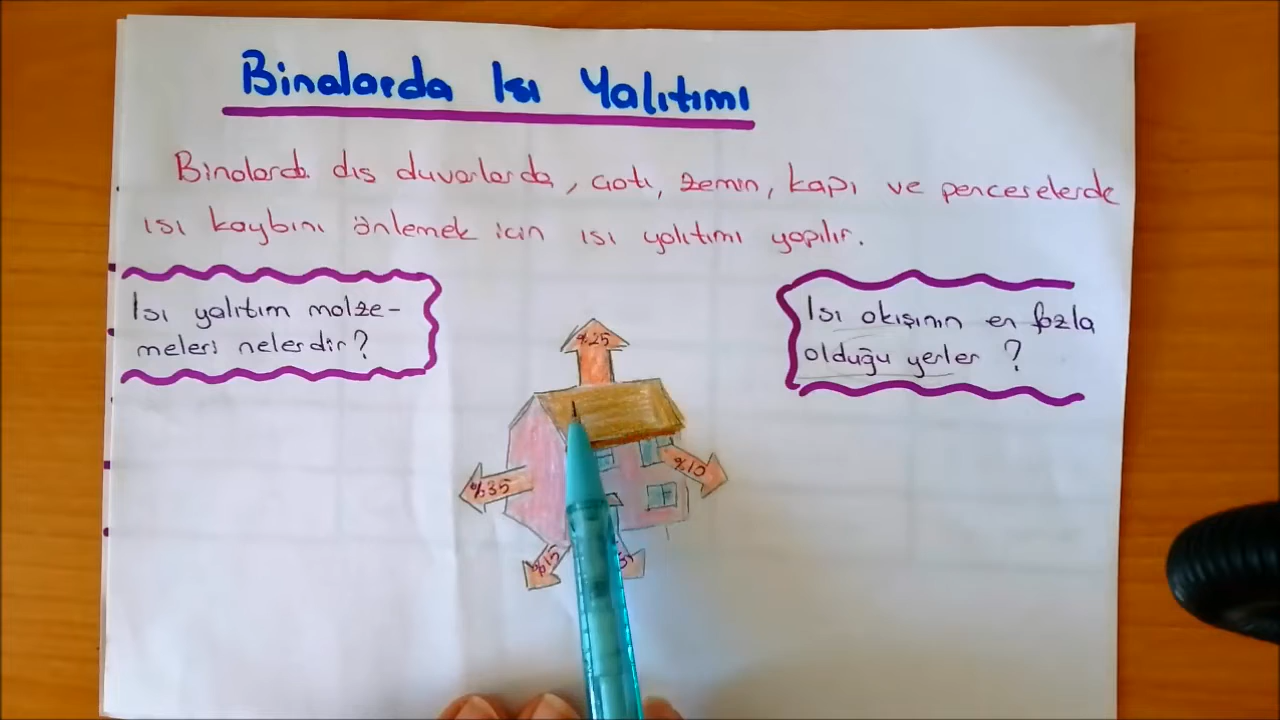 Binalarda Isı Yalıtımı
Binalarda dış duvarlarda, çatı, zemin, kapı ve pencerelerde
ısı kaybını önlemek için ısı yalıtımı yapılır.
Isı yalıtım malze-
meleri nelerdir?
Isı akışının en fazla
olduğu yerler ?
%25
%10
%35
%15